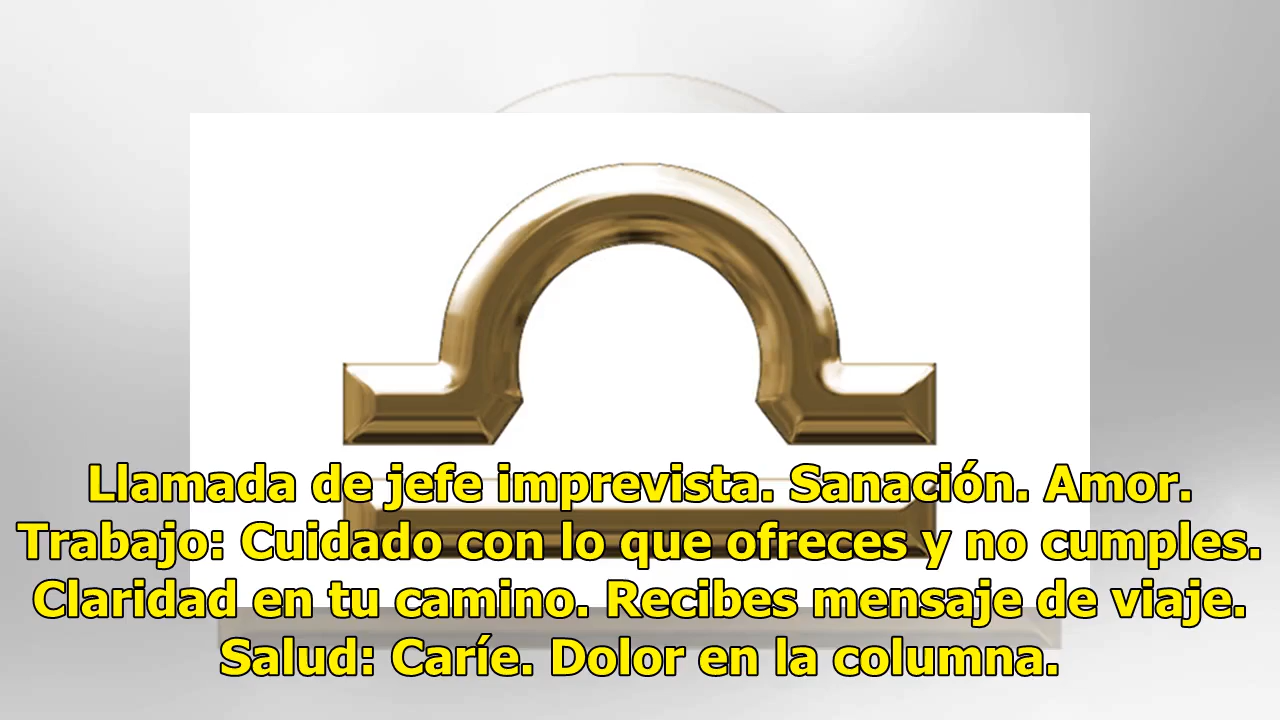 Llamada de jefe imprevista. Sanación. Amor.
Trabajo: Cuidado con lo que ofreces y no cumples.
Claridad en tu camino. Recibes mensaje de viaje.
Salud: Caríe. Dolor en la columna.